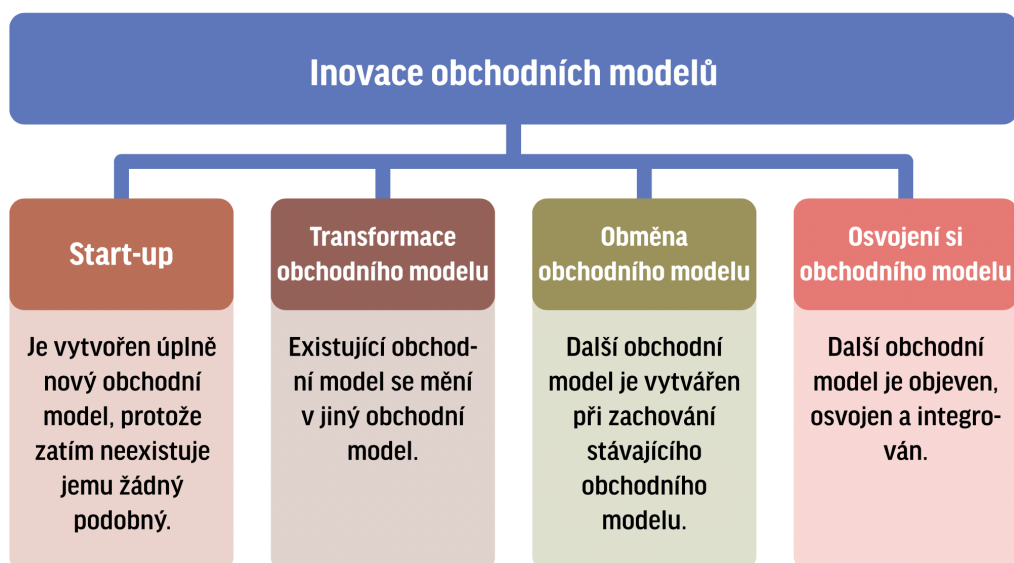 Inovace obchodních modelů
Start-up
Je vytvořen úplně
nový obchodní
model, protože
zatím neexistuje
jemu žádný
podobný.
Transformace
obchodního modelu
Existující obchod-
ní model se mění
v jiný obchodní
model.
Obměna
obchodního modelu
Další obchodní
model je vytvářen
při zachování
stávajícího
obchodního
modelu.
Osvojení si
obchodního modelu
Další obchodní
model je objeven,
osvojen a integro-
ván.